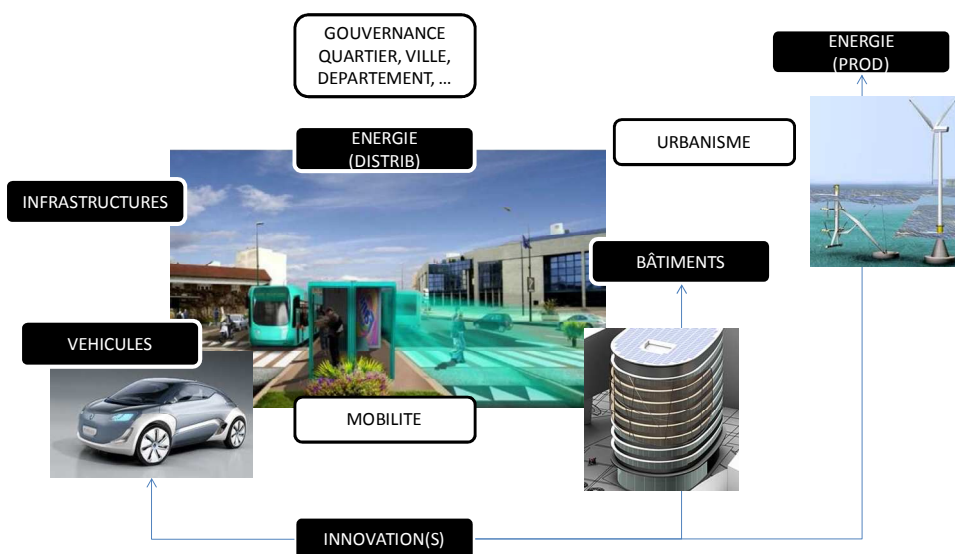 GOUVERNANCE
QUARTIER, VILLE,
DEPARTEMENT, ...
ENERGIE
(PROD)
ENERGIE
(DISTRIB)
URBANISME
INFRASTRUCTURES
BÂTIMENTS
VEHICULES
MOBILITE
INNOVATION(S)